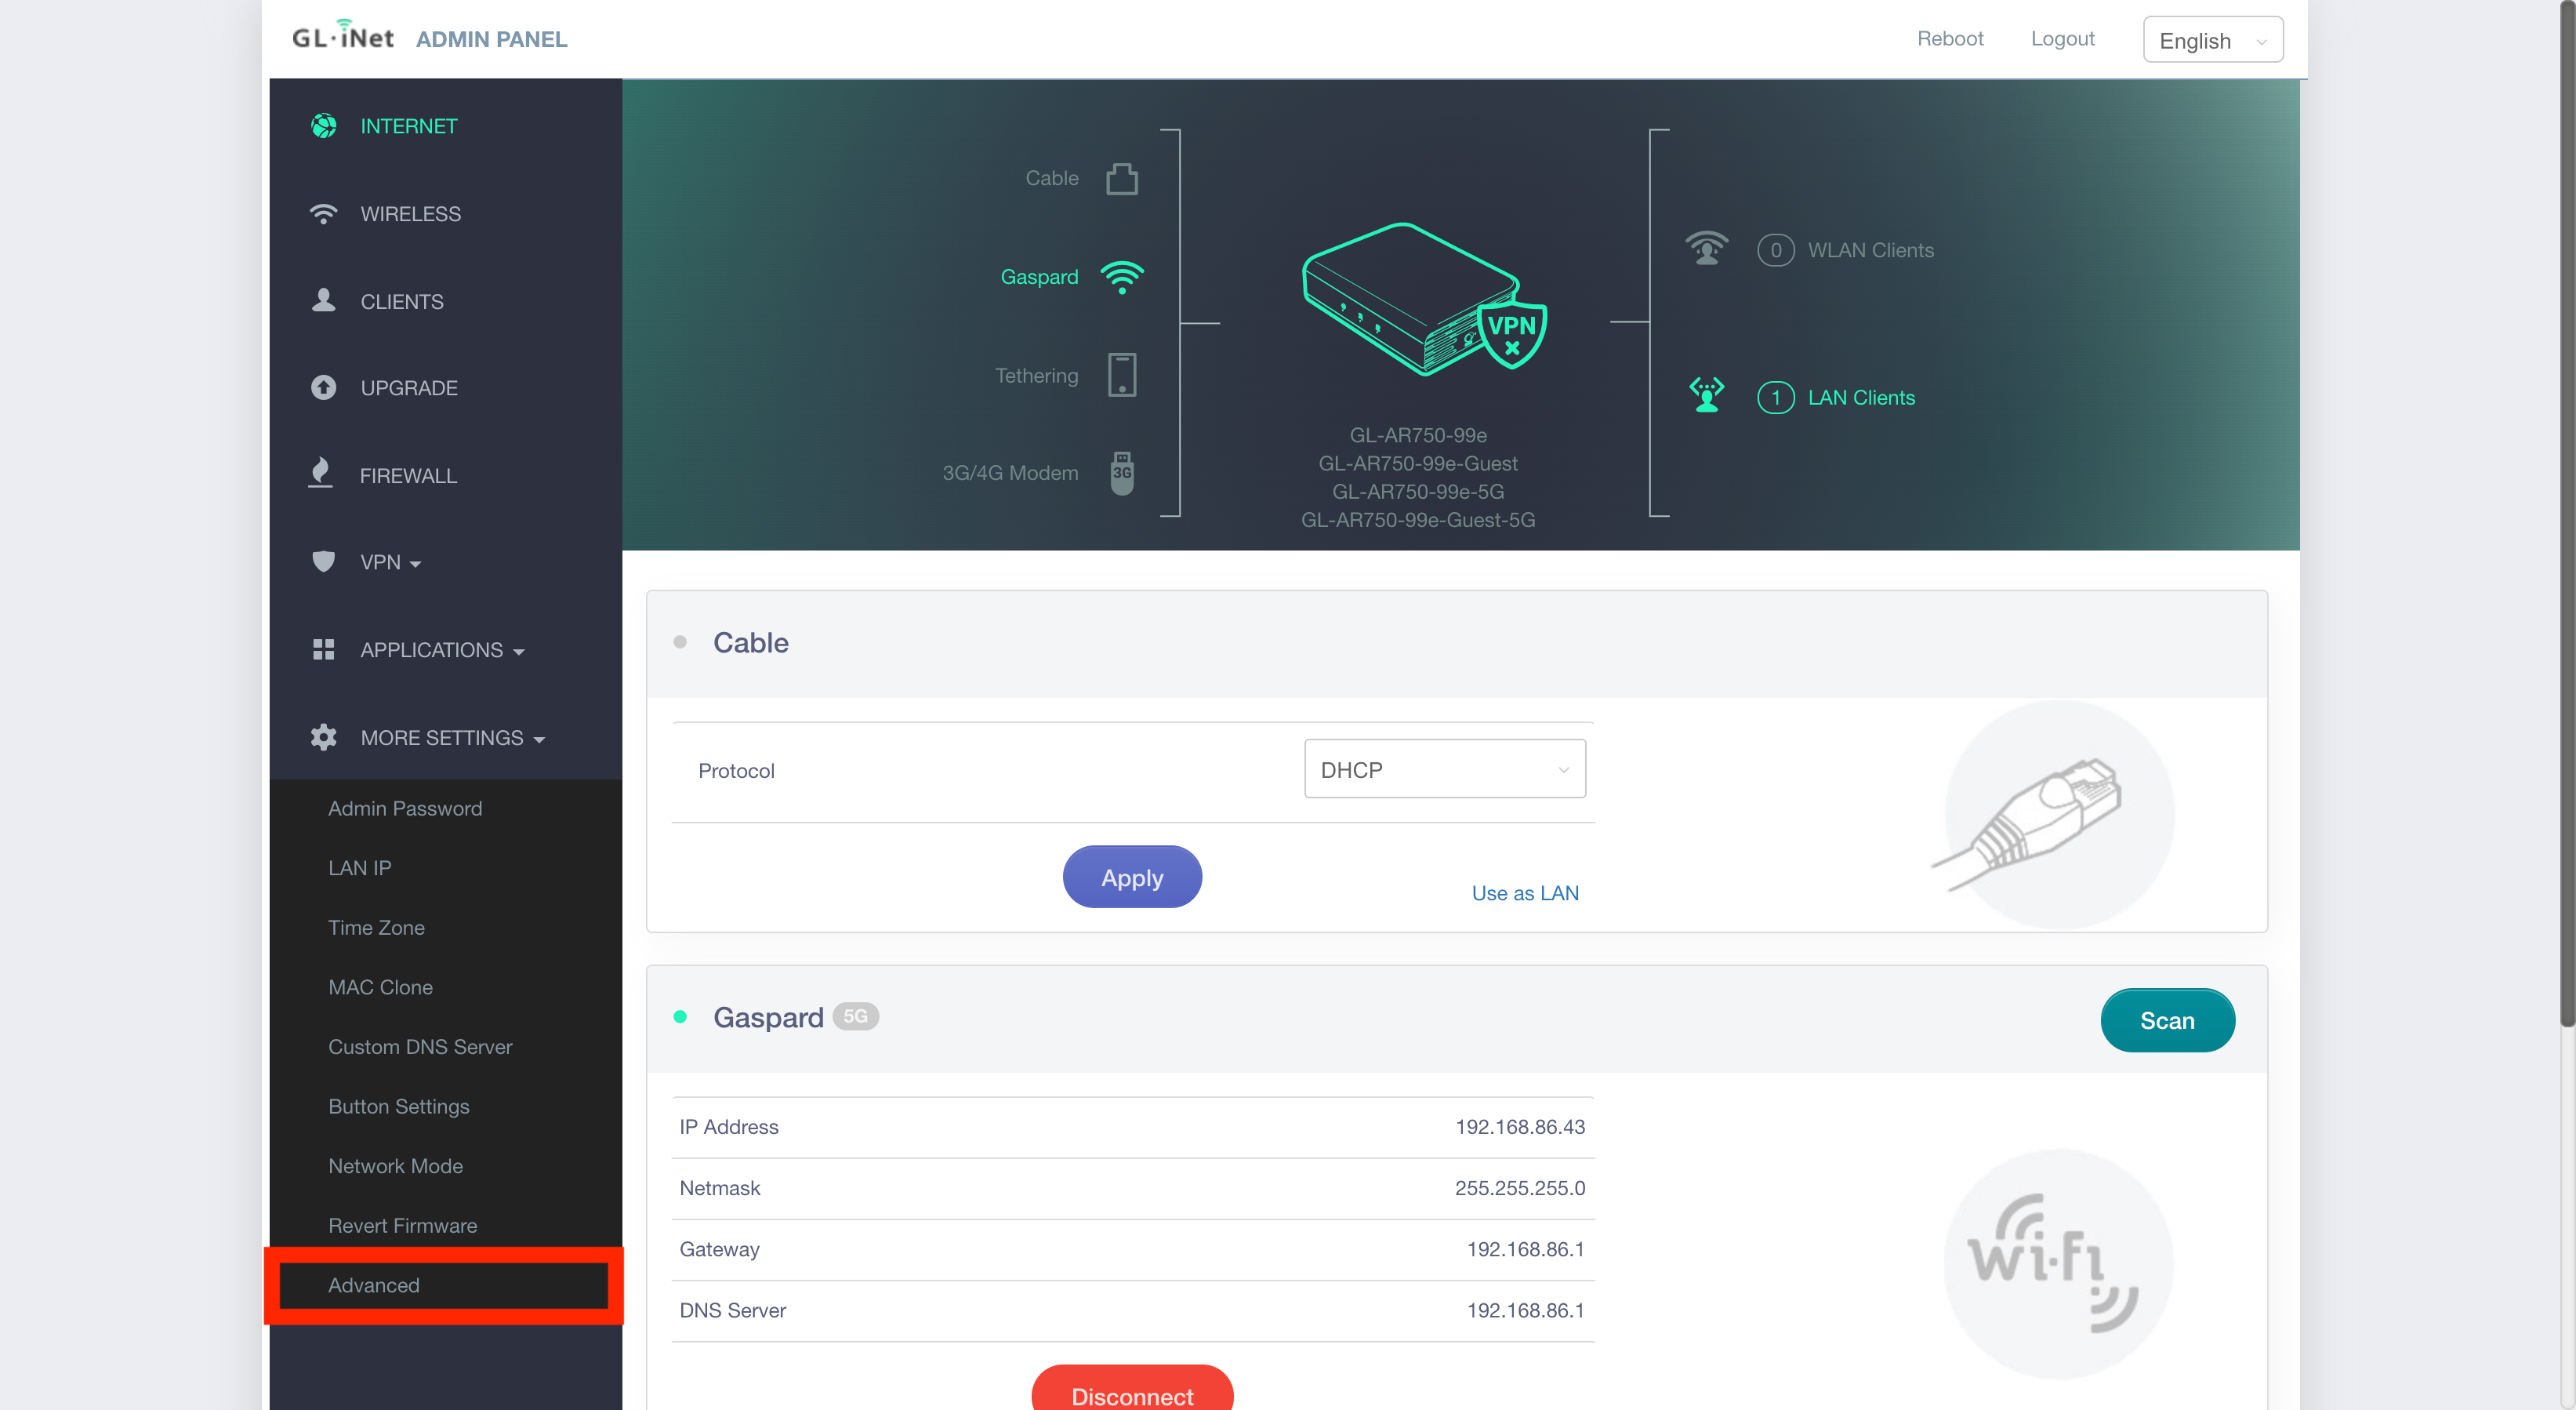 GL·iNet ADMIN PANEL
Reboot Logout English
INTERNET
WIRELESS
CLIENTS
UPGRADE
FIREWALL
VPN
APPLICATIONS
MORE SETTINGS
Admin Password
LAN IP
Time Zone
MAC Clone
Custom DNS Server
Button Settings
Network Mode
Revert Firmware
Advanced
Cable
Gaspard
Tethering
3G/4G Modem 3G
VPN
GL-AR750-99e
GL-AR750-99e-Guest
GL-AR750-99e-5G
GL-AR750-99e-Guest-5G
0 WLAN Clients
1 LAN Clients
Cable
Protocol DHCP
Apply Use as LAN
Gaspard 5G Scan
IP Address 192.168.86.43
Netmask 255.255.255.0
Gateway 192.168.86.1
DNS Server 192.168.86.1
Wi-Fi
Disconnect